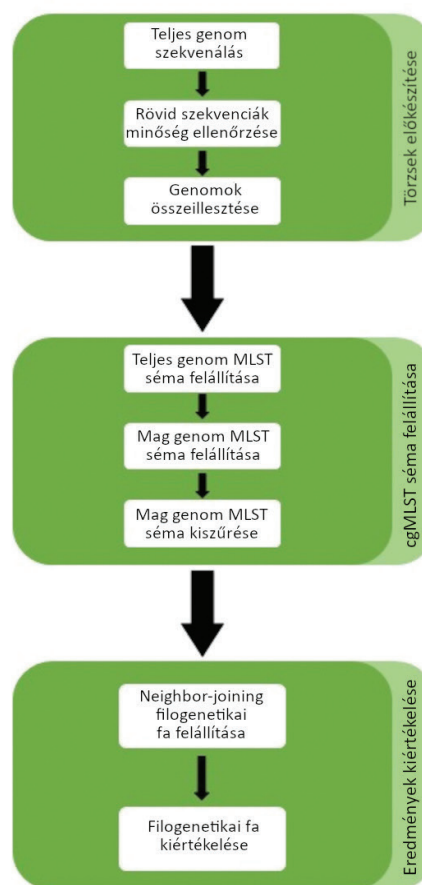 Teljes genom
szekvenálás
Rövid szekvenciák
minőség ellenőrzése
Genomok
összeillesztése
Törzsek előkészítése
Teljes genom MLST
séma felállítása
Mag genom MLST
séma felállítása
Mag genom MLST
séma kiszűrése
cgMLST séma felállítása
Neighbor-joining
filogenetikai
fa felállítása
Filogenetikai fa
kiértékelése
Eredmények kiértékelése